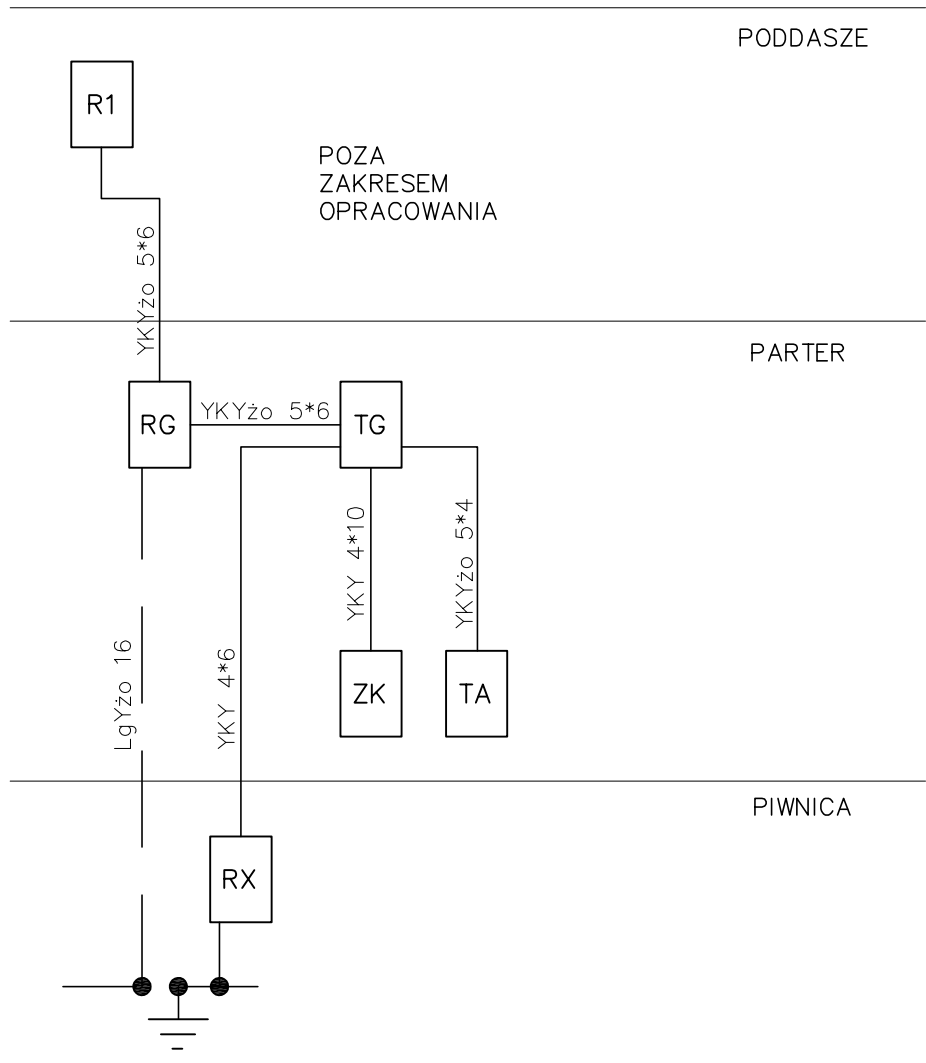 PODDASZE
R1
POZA
ZAKRESEM
OPRACOWANIA
YKYżo 5*6
PARTER
RG
YKYżo 5*6
TG
YKY 4*10
YKYżo 5*4
LgYżo 16
YKY 4*6
ZK
TA
PIWNICA
RX